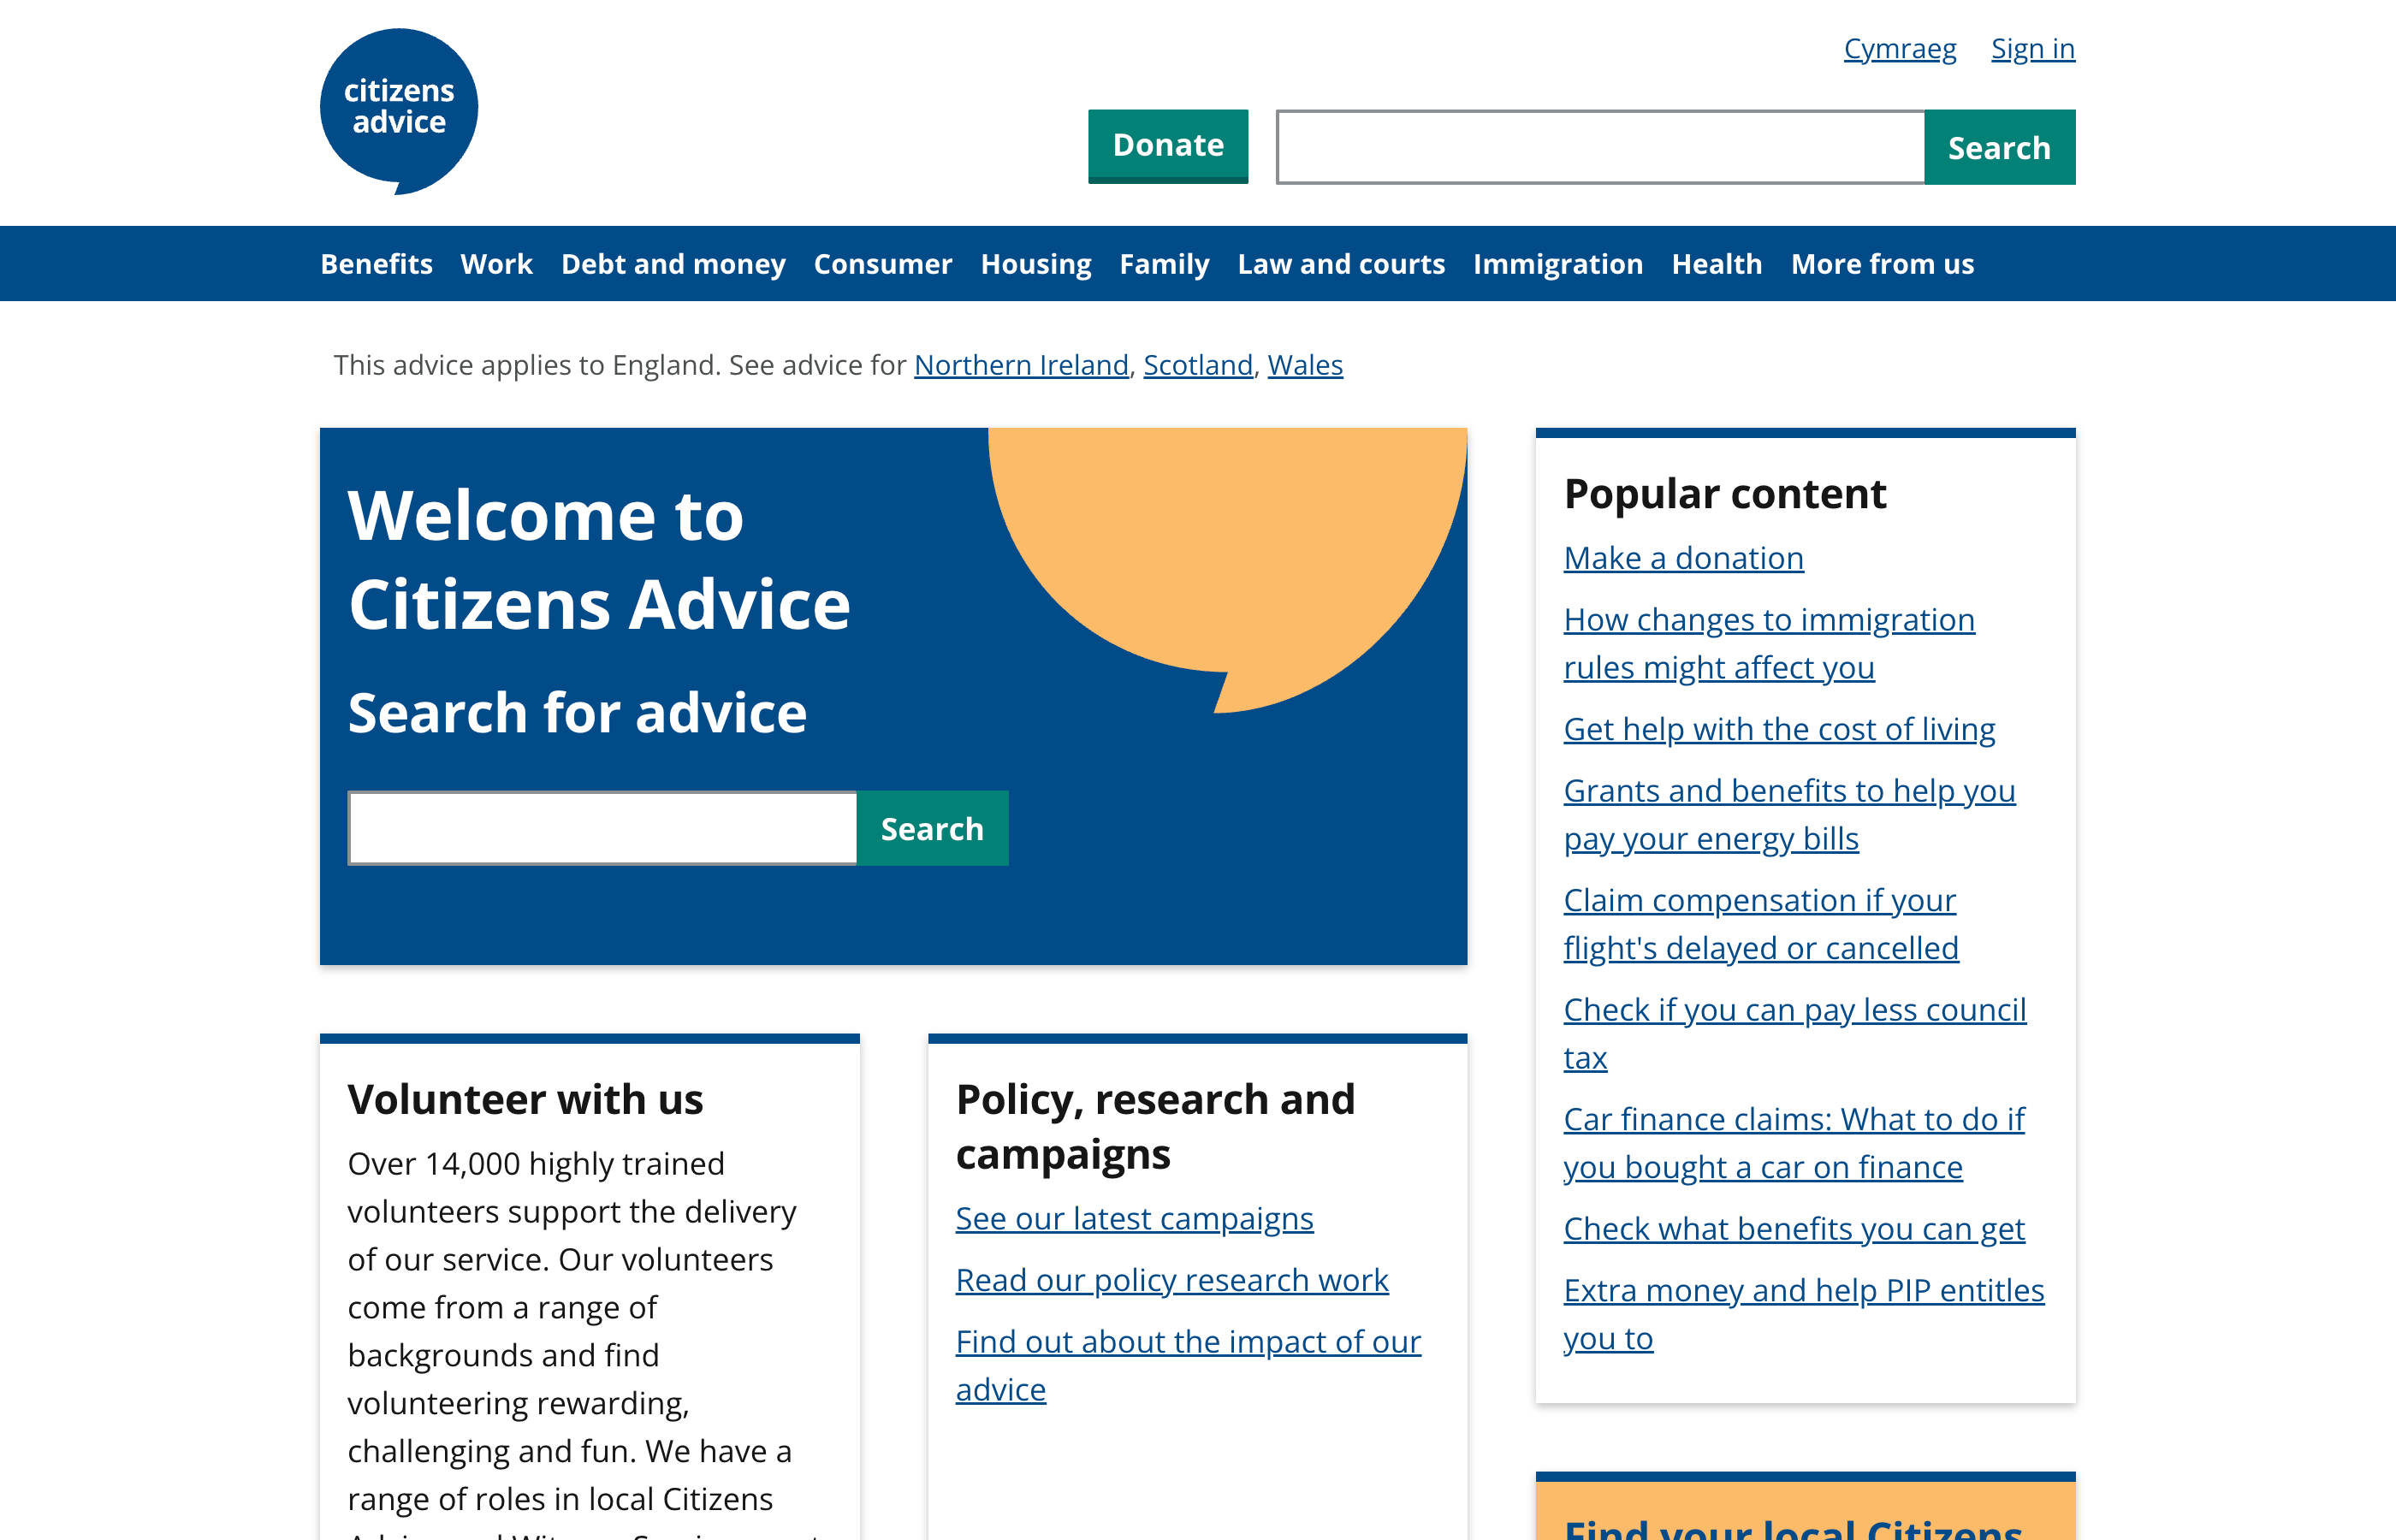 citizens
advice
Cymraeg Sign in
Donate Search
Benefits Work Debt and money Consumer Housing Family Law and courts Immigration Health More from us
This advice applies to England. See advice for Northern Ireland, Scotland, Wales
Welcome to
Citizens Advice
Search for advice
Search
Volunteer with us
Over 14,000 highly trained
volunteers support the delivery
of our service. Our volunteers
come from a range of
backgrounds and find
volunteering rewarding,
challenging and fun. We have a
range of roles in local Citizens
Policy, research and
campaigns
See our latest campaigns
Read our policy research work
Find out about the impact of our
advice
Popular content
Make a donation
How changes to immigration
rules might affect you
Get help with the cost of living
Grants and benefits to help you
pay your energy bills
Claim compensation if your
flight's delayed or cancelled
Check if you can pay less council
tax
Car finance claims: What to do if
you bought a car on finance
Check what benefits you can get
Extra money and help PIP entitles
you to
Find your local Citizens